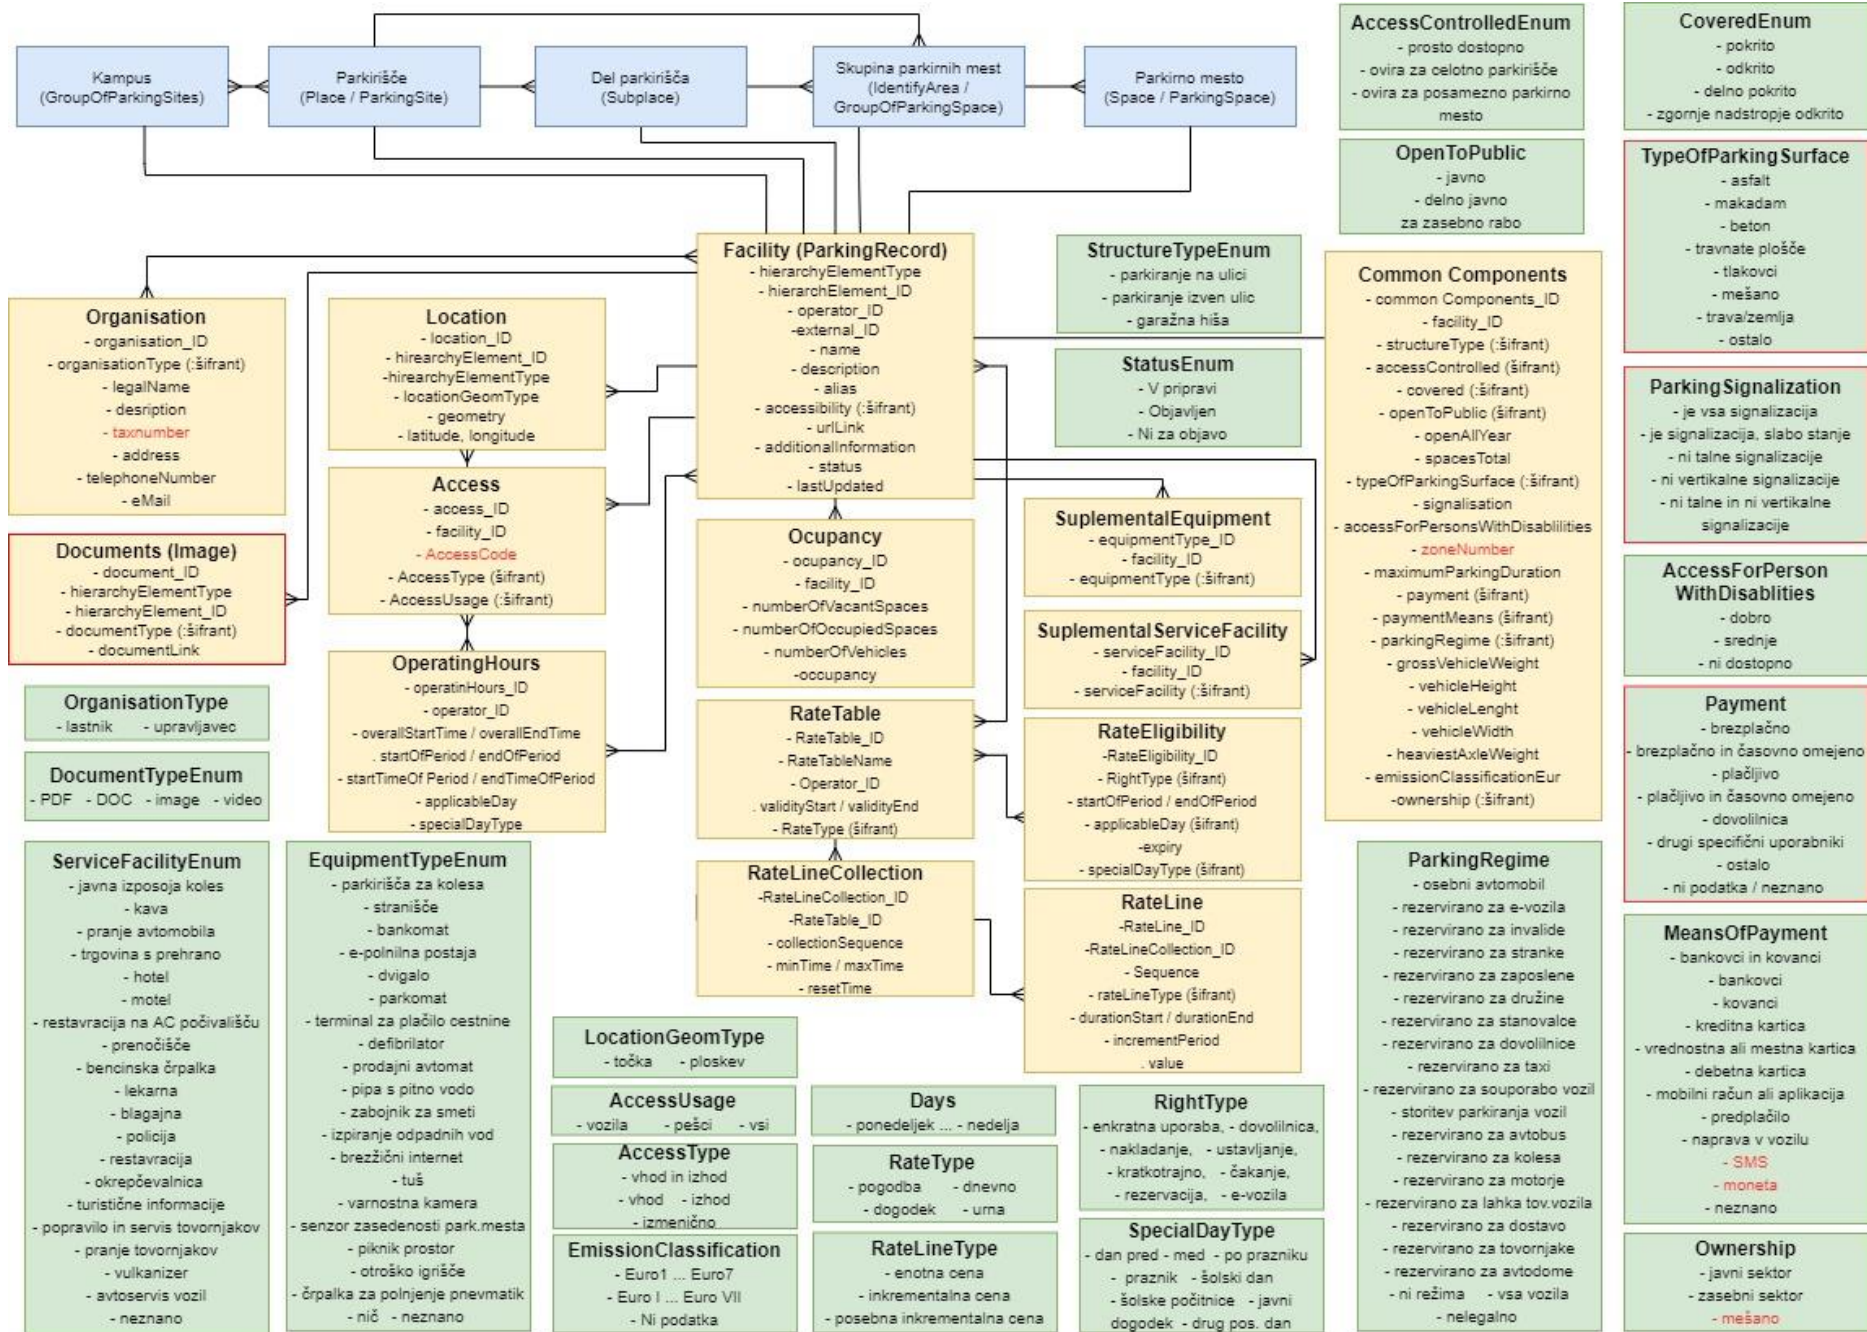 Kampus
(GroupOfParkingSites)
Parkirišče
(Place / ParkingSite)
Del parkirišča
(Subplace)
Skupina parkirnih mest
(IdentifyArea /
GroupOfParkingSpace)
Parkirno mesto
(Space / ParkingSpace)
AccessControlledEnum
- prosto dostopno
- ovira za celotno parkirišče
- ovira za posamezno parkirno
mesto
CoveredEnum
- pokrito
- odkrito
- delno pokrito
- zgornje nadstropje odkrito
OpenToPublic
- javno
- delno javno
za zasebno rabo
TypeOfParkingSurface
- asfalt
- makadam
- beton
- travnate plošče
- tlakovci
- mešano
- trava/zemlja
- ostalo
Facility (ParkingRecord)
- hierarchyElementType
- hierarchElement_ID
- operator_ID
-external_ID
- name
- description
- alias
- accessibility (:šifrant)
- urlLink
- additionalInformation
- status
- lastUpdated
StructureTypeEnum
- parkiranje na ulici
- parkiranje izven ulic
- garažna hiša
StatusEnum
- V pripravi
- Objavljen
- Ni za objavo
Common Components
- common Components_ID
- facility_ID
- structureType (:šifrant)
- accessControlled (šifrant)
- covered (:šifrant)
- openToPublic (šifrant)
- openAllYear
- spacesTotal
- typeOfParkingSurface (:šifrant)
- signalisation
- accessForPersonsWithDisablilities
- zoneNumber
- maximumParkingDuration
- payment (šifrant)
- paymentMeans (šifrant)
- parkingRegime (:šifrant)
- grossVehicleWeight
- vehicleHeight
- vehicleLenght
- vehicleWidth
- heaviestAxleWeight
- emissionClassificationEur
-ownership (:šifrant)
Organisation
- organisation_ID
- organisationType (:šifrant)
- legalName
- desription
- taxnumber
- address
- telephoneNumber
- eMail
Location
- location_ID
- hirearchyElement_ID
-hirearchyElementType
- locationGeomType
- geometry
- latitude, longitude
Access
- access_ID
- facility_ID
- AccessCode
- AccessType (šifrant)
- AccessUsage (:šifrant)
Documents (Image)
- document_ID
- hierarchyElementType
- hierarchyElement_ID
- documentType (:šifrant)
- documentLink
Ocupancy
- ocupancy_ID
- facility_ID
- numberOfVacantSpaces
- numberOfOccupiedSpaces
- numberOfVehicles
-occupancy
SuplementalEquipment
- equipmentType_ID
- facility_ID
- equipmentType (:šifrant)
SuplementalServiceFacility
- serviceFacility_ID
- facility_ID
- serviceFacility (:šifrant)
ParkingSignalization
- je vsa signalizacija
- je signalizacija, slabo stanje
- ni talne signalizacije
- ni vertikalne signalizacije
- ni talne in ni vertikalne
signalizacije
AccessForPerson
WithDisablities
- dobro
- srednje
- ni dostopno
OperatingHours
- operatinHours_ID
- operator_ID
- overallStartTime / overallEndTime
. startOfPeriod / endOfPeriod
- startTimeOf Period / endTimeOfPeriod
- applicableDay
- specialDayType
OrganisationType
- lastnik - upravljavec
DocumentTypeEnum
- PDF - DOC - image - video
RateTable
- RateTable_ID
- RateTableName
- Operator_ID
. validityStart / validityEnd
- RateType (šifrant)
RateEligibility
-RateEligibility_ID
- RightType (šifrant)
- startOfPeriod / endOfPeriod
- applicableDay (šifrant)
-expiry
- specialDayType (šifrant)
Payment
- brezplačno
- brezplačno in časovno omejeno
- plačljivo
- plačljivo in časovno omejeno
- dovolilnica
- drugi specifični uporabniki
- ostalo
- ni podatka / neznano
ServiceFacilityEnum
- javna izposoja koles
- kava
- pranje avtomobila
- trgovina s prehrano
- hotel
- motel
- restavracija na AC počivališču
- prenočišče
- bencinska črpalka
- lekarna
- blagajna
- policija
- restavracija
- okrepčevalnica
- turistične informacije
- popravilo in servis tovornjakov
- pranje tovornjakov
- vulkanizer
- avtoservis vozil
- neznano
EquipmentTypeEnum
- parkirišča za kolesa
- stranišče
- bankomat
- e-polnilna postaja
- dvigalo
- parkomat
- terminal za plačilo cestnine
- defibrilator
- prodajni avtomat
- pipa s pitno vodo
- zabojnik za smeti
- izpiranje odpadnih vod
- brezžični internet
- tuš
- varnostna kamera
- senzor zasedenosti park.mesta
- piknik prostor
- otroško igrišče
- črpalka za polnjenje pnevmatik
- nič - neznano
RateLineCollection
-RateLineCollection_ID
-RateTable_ID
- collectionSequence
- minTime / maxTime
- resetTime
RateLine
-RateLine_ID
-RateLineCollection_ID
- Sequence
- rateLineType (šifrant)
- durationStart / durationEnd
- incrementPeriod
. value
ParkingRegime
- osebni avtomobil
- rezervirano za e-vozila
- rezervirano za invalide
- rezervirano za stranke
- rezervirano za zaposlene
- rezervirano za družine
- rezervirano za stanovalce
- rezervirano za dovolilnice
- rezervirano za taxi
- rezervirano za souporabo vozil
- storitev parkiranja vozil
- rezervirano za avtobus
- rezervirano za kolesa
- rezervirano za motorje
- rezervirano za lahka tov.vozila
- rezervirano za dostavo
- rezervirano za tovornjake
- rezervirano za avtodome
- ni režima - vsa vozila
- nelegalno
MeansOfPayment
- bankovci in kovanci
- bankovci
- kovanci
- kreditna kartica
- vrednostna ali mestna kartica
- debetna kartica
- mobilni račun ali aplikacija
- predplačilo
- naprava v vozilu
- SMS
- moneta
- neznano
LocationGeomType
- točka - ploskev
AccessUsage
- vozila - pešci - vsi
AccessType
- vhod in izhod
- vhod - izhod
- izmenično
EmissionClassification
- Euro1 ... Euro7
- Euro I ... Euro VII
- Ni podatka
Days
- ponedeljek ... - nedelja
RateType
- pogodba - dnevno
- dogodek - urna
RateLineType
- enotna cena
- inkrementalna cena
- posebna inkrementalna cena
RightType
- enkratna uporaba, - dovolilnica,
- nakladanje, - ustavljanje,
- kratkotrajno, - čakanje,
- rezervacija, - e-vozila
SpecialDayType
- dan pred - med - po prazniku
- praznik - šolski dan
- šolske počitnice - javni
dogodek - drug pos. dan
Ownership
- javni sektor
- zasebni sektor
- mešano